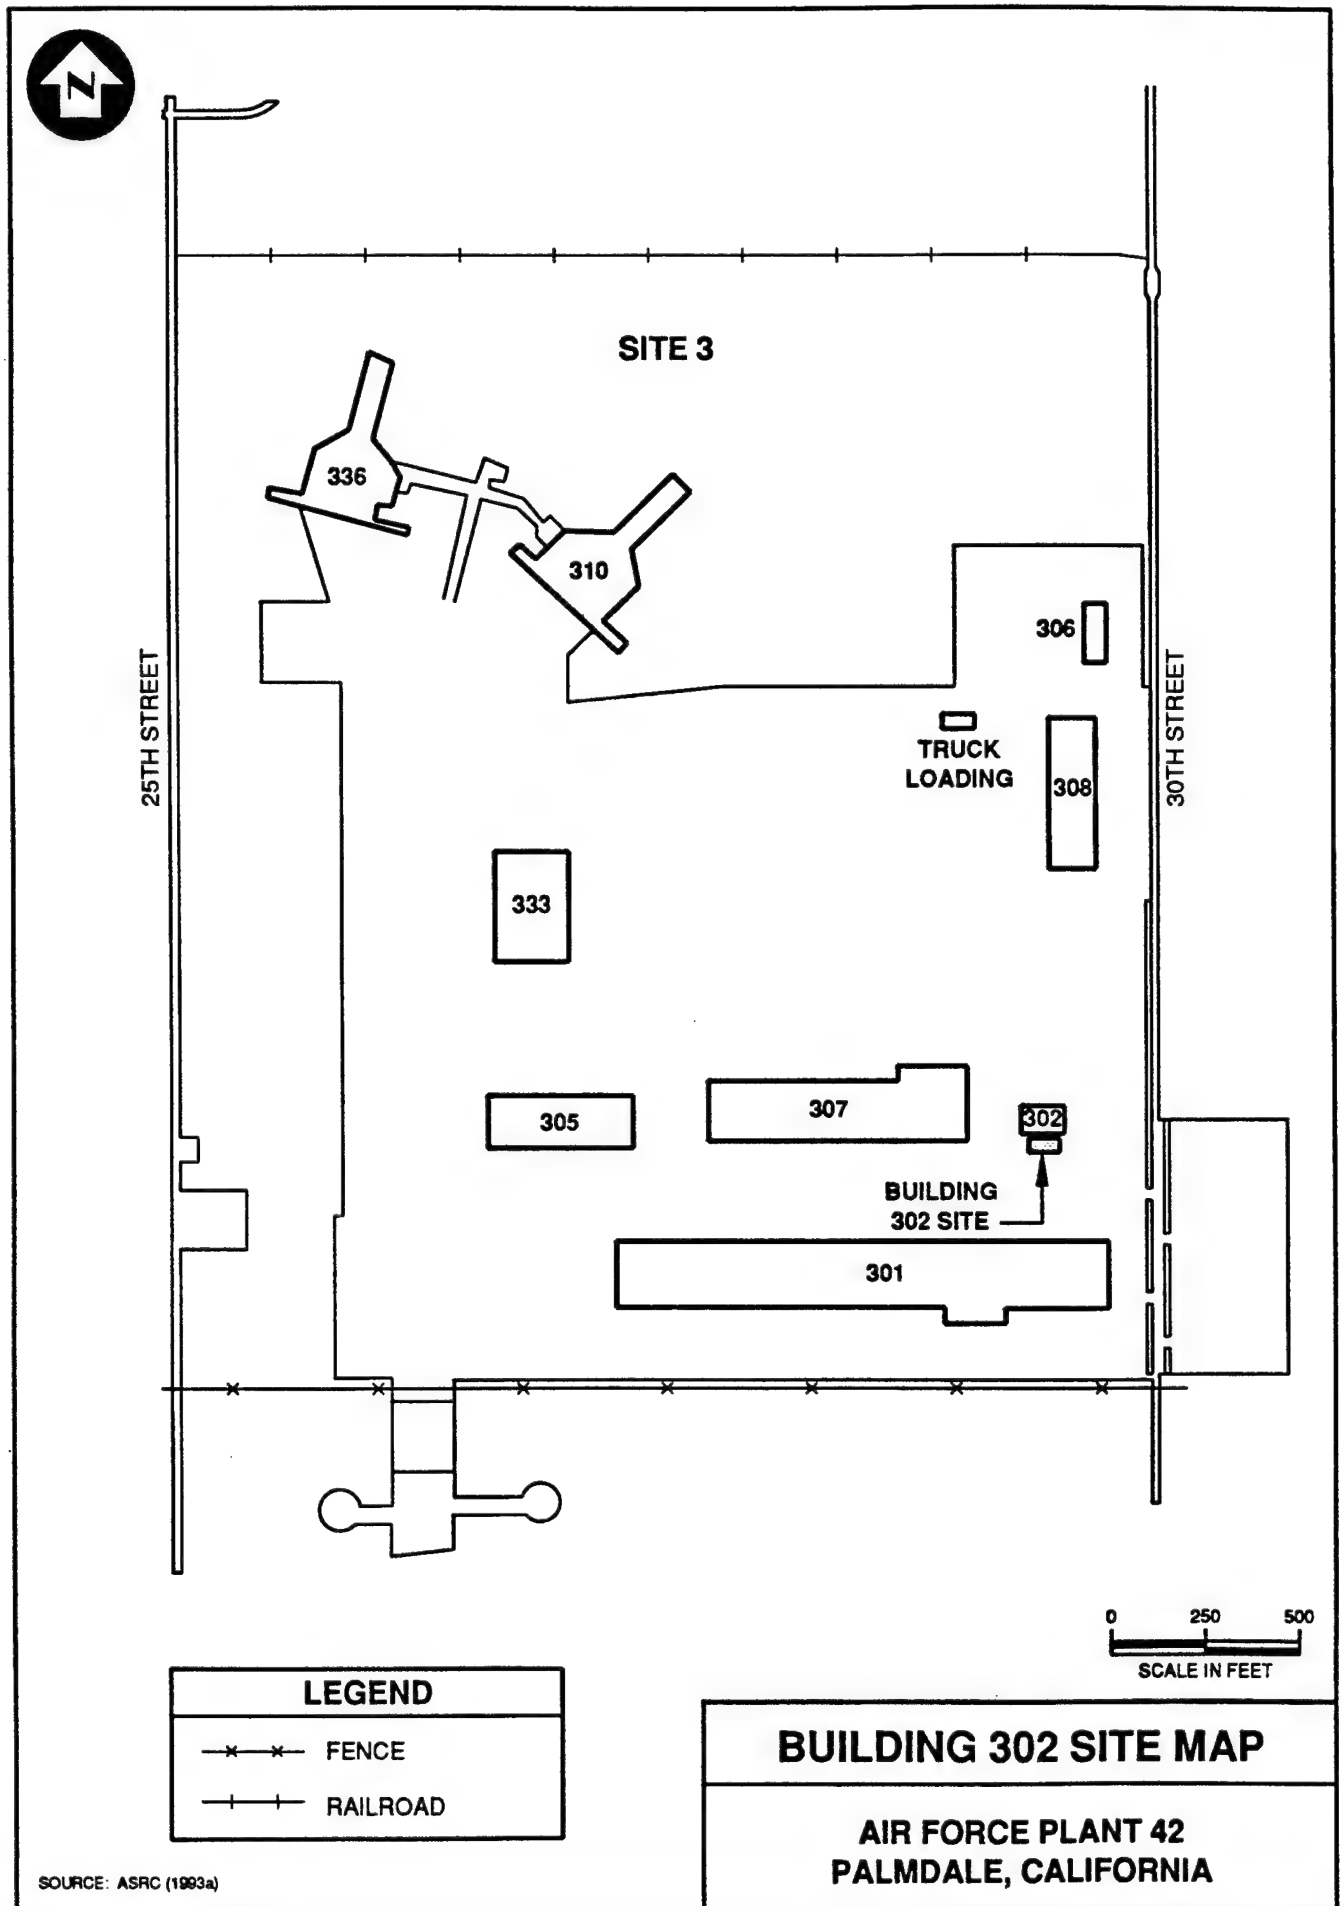 N
SITE 3
336
310
306
25TH STREET
30TH STREET
TRUCK
LOADING
308
333
305
307
302
BUILDING
302 SITE
301
0 250 500
SCALE IN FEET
LEGEND
FENCE
RAILROAD
BUILDING 302 SITE MAP
AIR FORCE PLANT 42
PALMDALE, CALIFORNIA
SOURCE: ASRC (1993a)